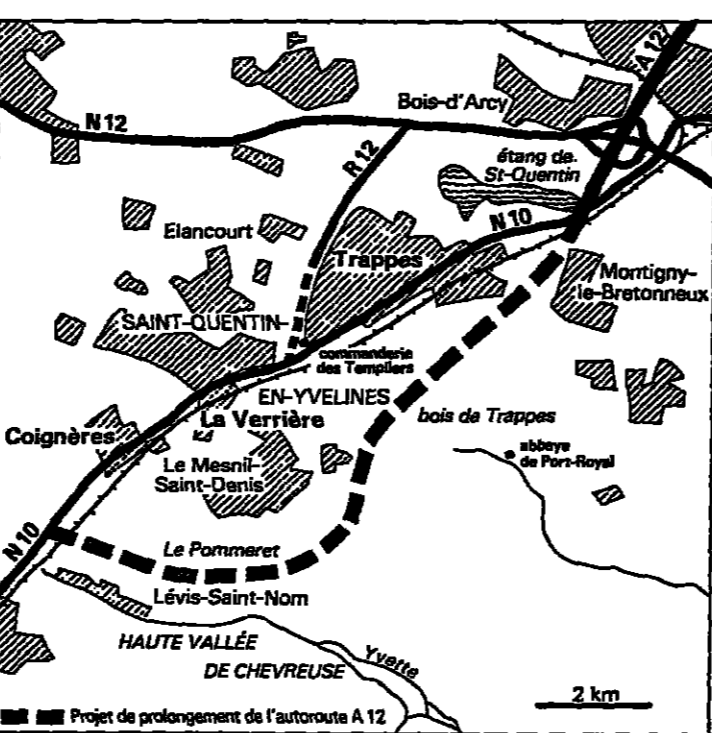 A 12
Bois-d'Arcy
N 12
étang de
St-Quentin
R 12
N 10
Elancourt
Trappes
Montigny-
le-Bretonneux
SAINT-QUENTIN-
commanderie
des Templiers
EN-YVELINES
La Verrière
bois de Trappes
Coignères
abbaye
de Port-Royal
Le Mesnil-
Saint-Denis
N 10
Le Pommeret
Lévis-Saint-Nom
HAUTE VALLÉE
DE CHEVREUSE
Yvette
2 km
Projet de prolongement de l'autoroute A 12